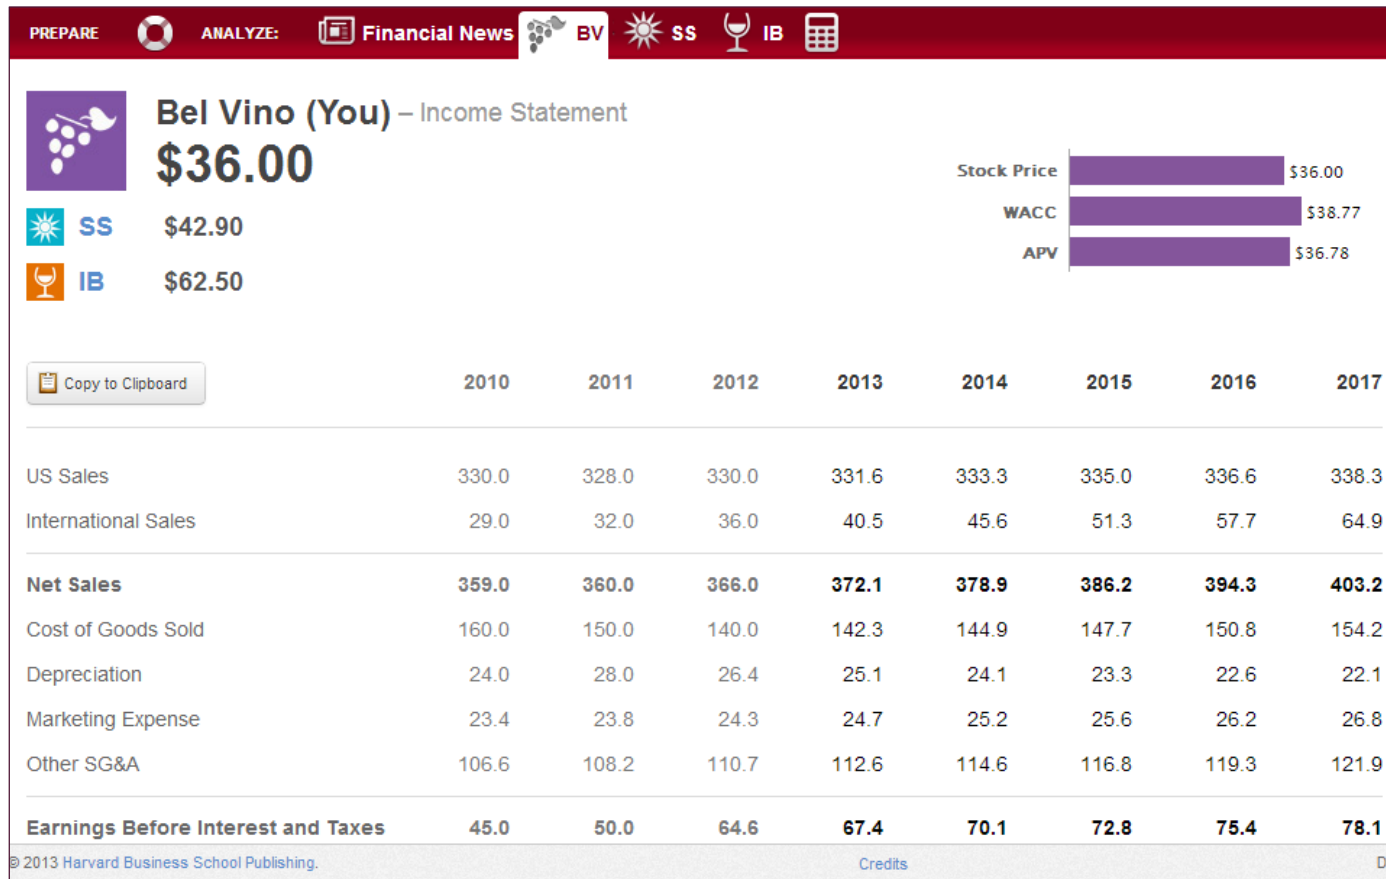 PREPARE ANALYZE: Financial News BV SS IB
Bel Vino (You) – Income Statement
$36.00
SS $42.90
IB $62.50
Stock Price $36.00
WACC $38.77
APV $36.78
Copy to Clipboard 2010 2011 2012 2013 2014 2015 2016 2017
US Sales 330.0 328.0 330.0 331.6 333.3 335.0 336.6 338.3
International Sales 29.0 32.0 36.0 40.5 45.6 51.3 57.7 64.9
Net Sales 359.0 360.0 366.0 372.1 378.9 386.2 394.3 403.2
Cost of Goods Sold 160.0 150.0 140.0 142.3 144.9 147.7 150.8 154.2
Depreciation 24.0 28.0 26.4 25.1 24.1 23.3 22.6 22.1
Marketing Expense 23.4 23.8 24.3 24.7 25.2 25.6 26.2 26.8
Other SG&A 106.6 108.2 110.7 112.6 114.6 116.8 119.3 121.9
Earnings Before Interest and Taxes 45.0 50.0 64.6 67.4 70.1 72.8 75.4 78.1
© 2013 Harvard Business School Publishing. Credits D